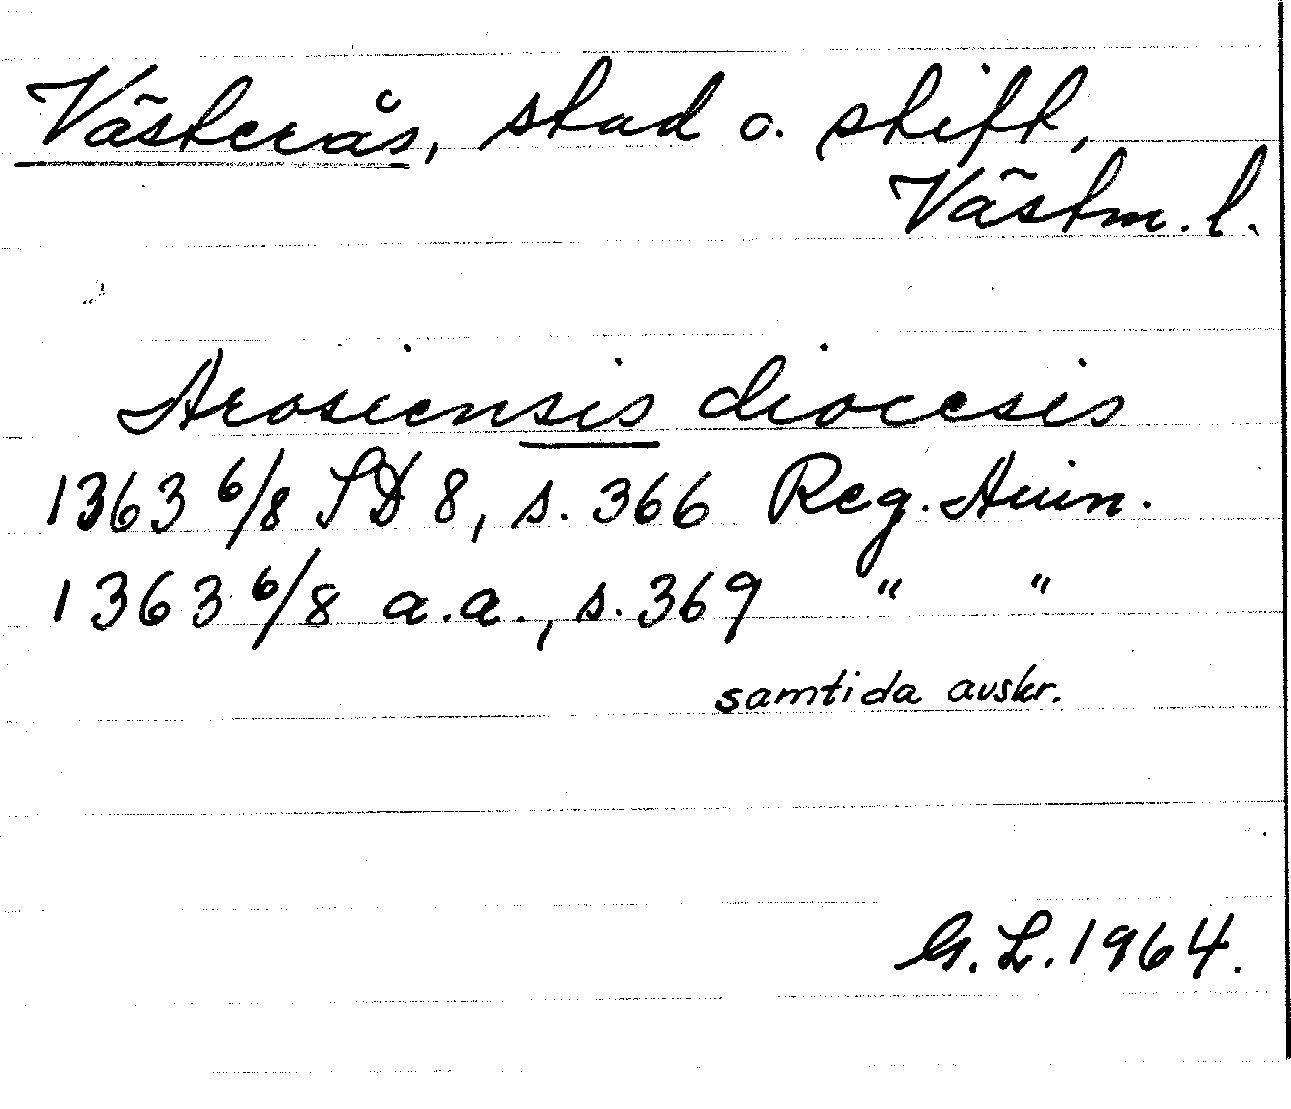 Västerås, stad o. stift,
Västm. l.
Arosiensis diocesis
1363 6/8 SD 8, s. 366 Reg. Avin.
1363 6/8 a.a., s. 369 " "
samtida avskr.
G. L. 1964.